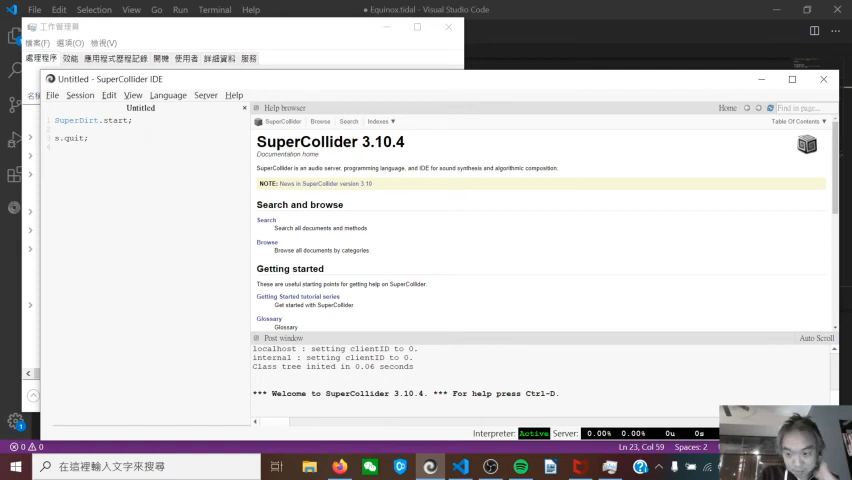 File Edit Selection View Go Run Terminal Help
● Equinox.tidal - Visual Studio Code
工作管理員
檔案(F) 選項(O) 檢視(V)
處理程序 效能 應用程式歷程記錄 開機 使用者 詳細資料 服務
Untitled - SuperCollider IDE
File Session Edit View Language Server Help
Untitled
Help browser
Home
Find in page...
1 SuperDirt.start;
2
3 s.quit;
4
SuperCollider Browse Search Indexes ▼
Table Of Contents ▼
SuperCollider 3.10.4
Documentation home
SuperCollider is an audio server, programming language, and IDE for sound synthesis and algorithmic composition.
NOTE: News in SuperCollider version 3.10
Search and browse
Search
Search all documents and methods
Browse
Browse all documents by categories
Getting started
These are useful starting points for getting help on SuperCollider
Getting Started tutorial series
Get started with SuperCollider
Glossary
Glossary
Post window
Auto Scroll
localhost : setting clientID to 0.
internal : setting clientID to 0.
Class tree inited in 0.06 seconds
*** Welcome to SuperCollider 3.10.4. *** For help press Ctrl-D.
Interpreter: Active Server: 0.00% 0.00% 0u 0s
0 0
Ln 23, Col 59 Spaces: 2
在這裡輸入文字來搜尋